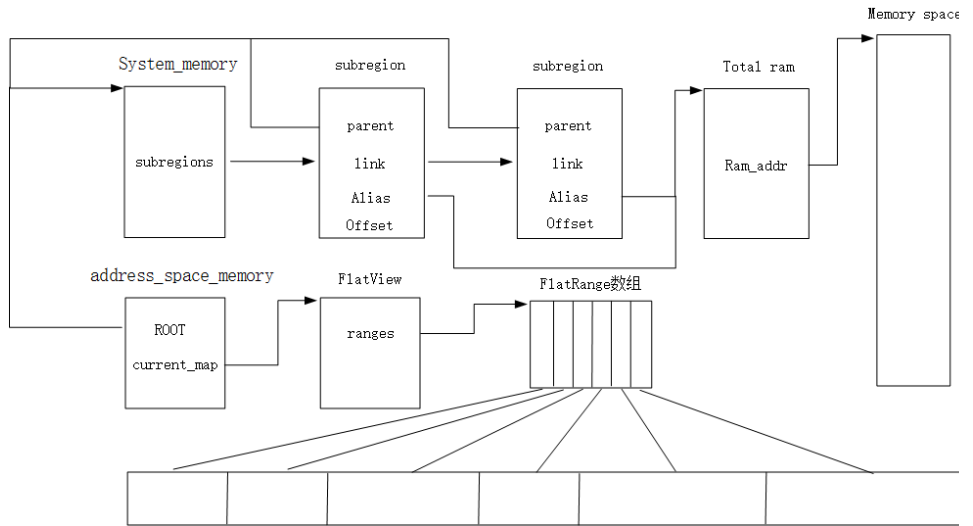 Memory space
System_memory
subregion
subregion
Total ram
parent
parent
subregions
link
link
Ram_addr
Alias
Alias
Offset
Offset
address_space_memory
FlatView
FlatRange数组
ROOT
ranges
current_map